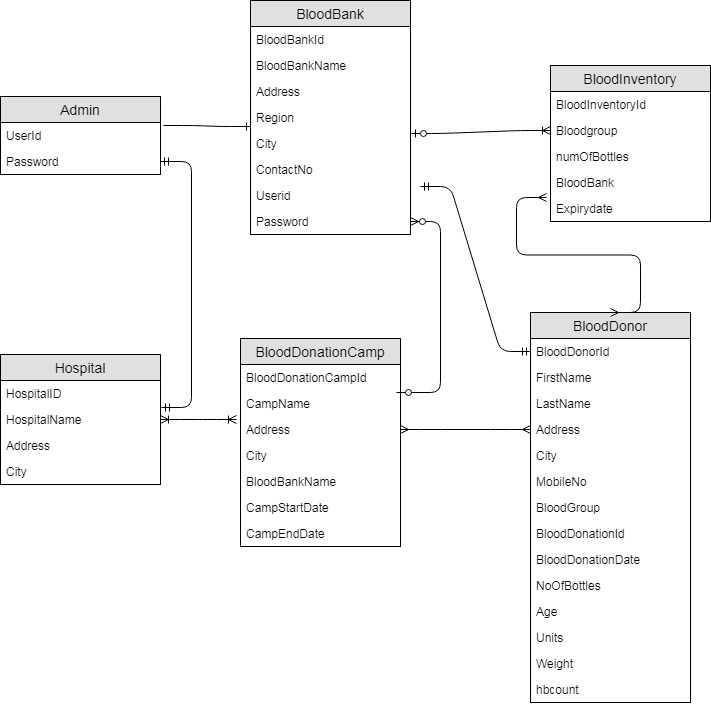 BloodBank
BloodBankId
BloodBankName
Address
Region
City
ContactNo
Userid
Password
BloodInventory
BloodInventoryId
Bloodgroup
numOfBottles
BloodBank
Expirydate
Admin
UserId
Password
Hospital
HospitalID
HospitalName
Address
City
BloodDonationCamp
BloodDonationCampId
CampName
Address
City
BloodBankName
CampStartDate
CampEndDate
BloodDonor
BloodDonorId
FirstName
LastName
Address
City
MobileNo
BloodGroup
BloodDonationId
BloodDonationDate
NoOfBottles
Age
Units
Weight
hbcount